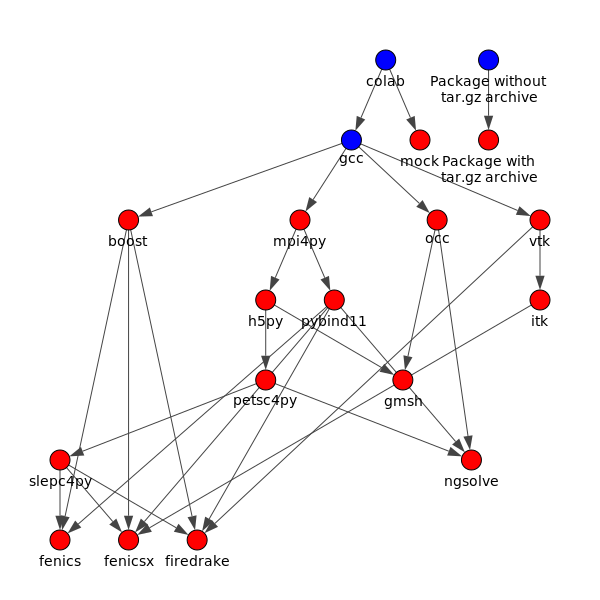 colab
Package without
tar.gz archive
gcc
mock
Package with
tar.gz archive
boost
mpi4py
occ
vtk
h5py
pybind11
itk
petsc4py
gmsh
slepc4py
ngsolve
fenics
fenicsx
firedrake